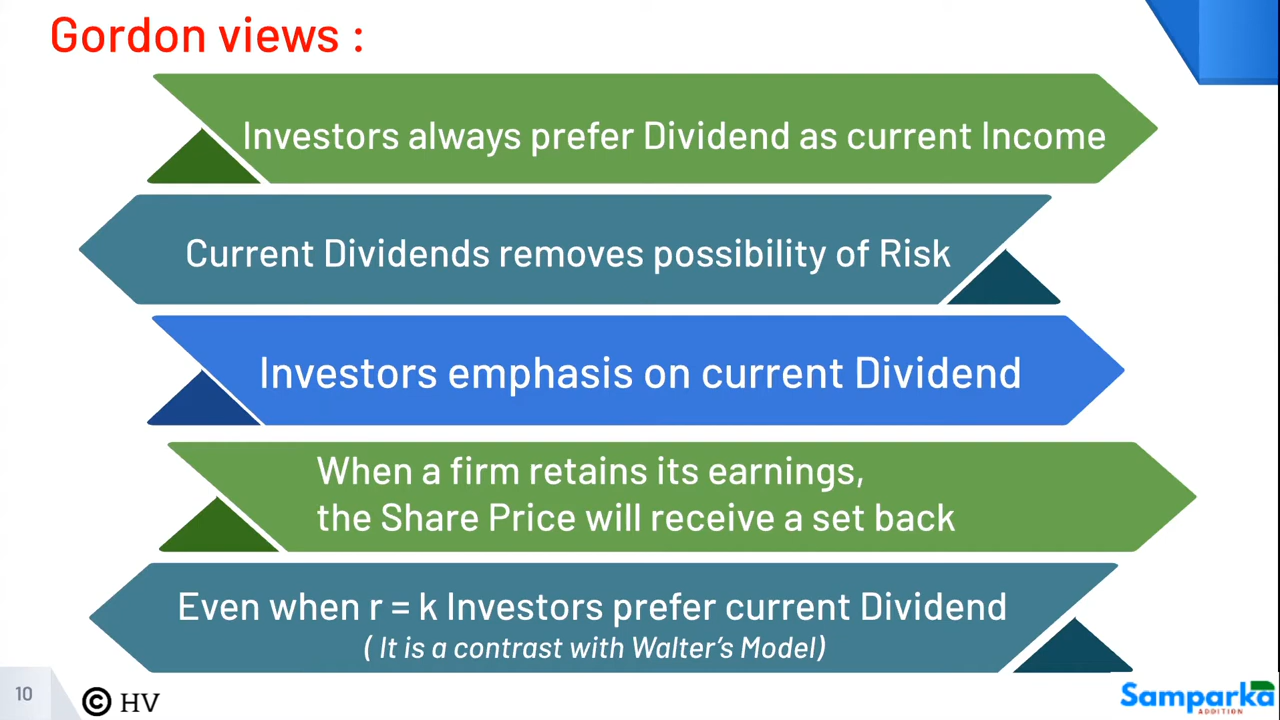 Gordon views :
Investors always prefer Dividend as current Income
Current Dividends removes possibility of Risk
Investors emphasis on current Dividend
When a firm retains its earnings,
the Share Price will receive a set back
Even when r = k Investors prefer current Dividend
( It is a contrast with Walter's Model)
10
© HV
Samparka
ADDITION